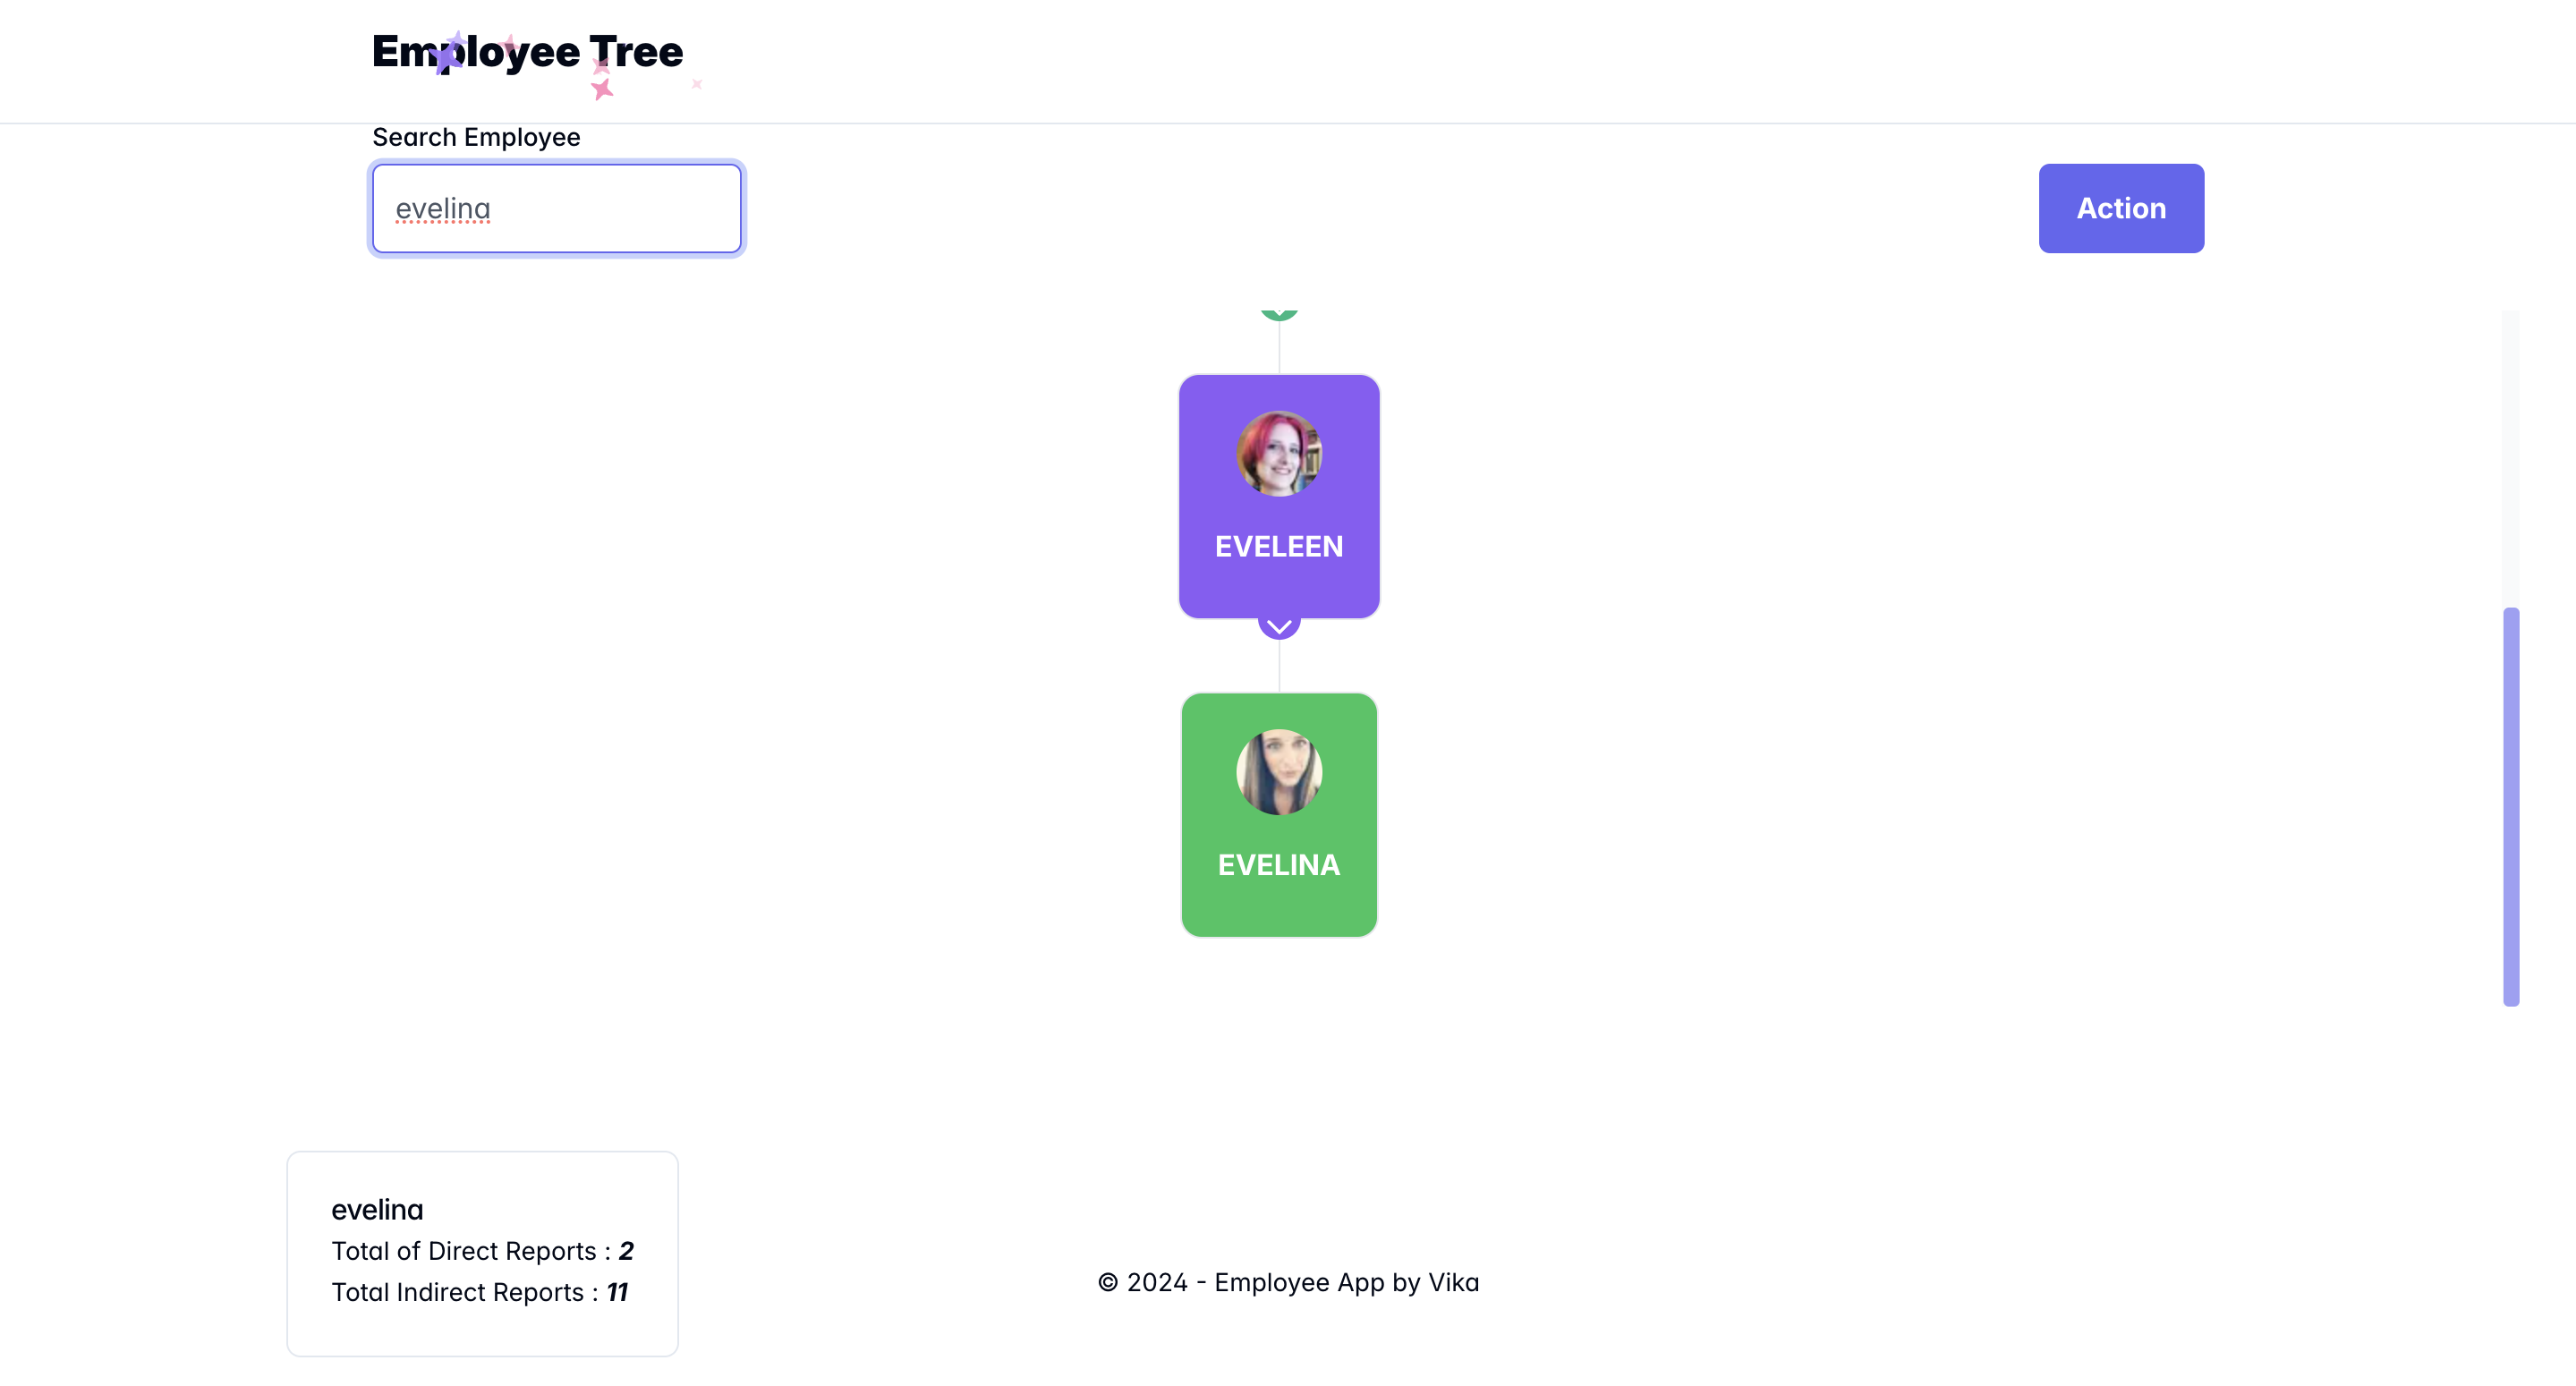 Employee Tree
Search Employee
evelina
Action
EVELEEN
EVELINA
evelina
Total of Direct Reports : 2
Total Indirect Reports : 11
© 2024 - Employee App by Vika